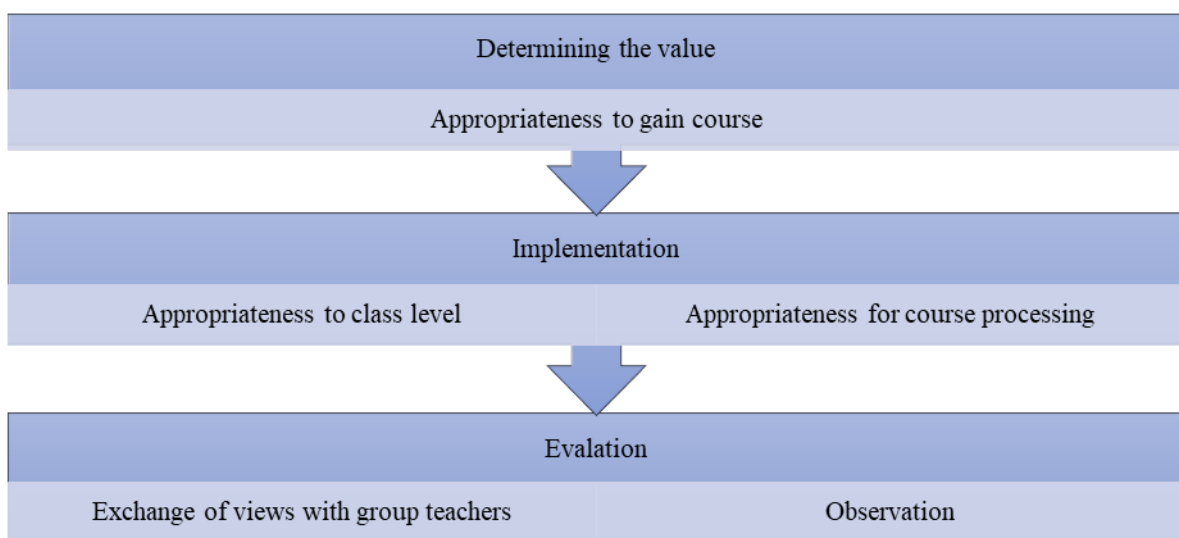 Determining the value
Appropriateness to gain course
Implementation
Appropriateness to class level
Appropriateness for course processing
Evalation
Exchange of views with group teachers
Observation